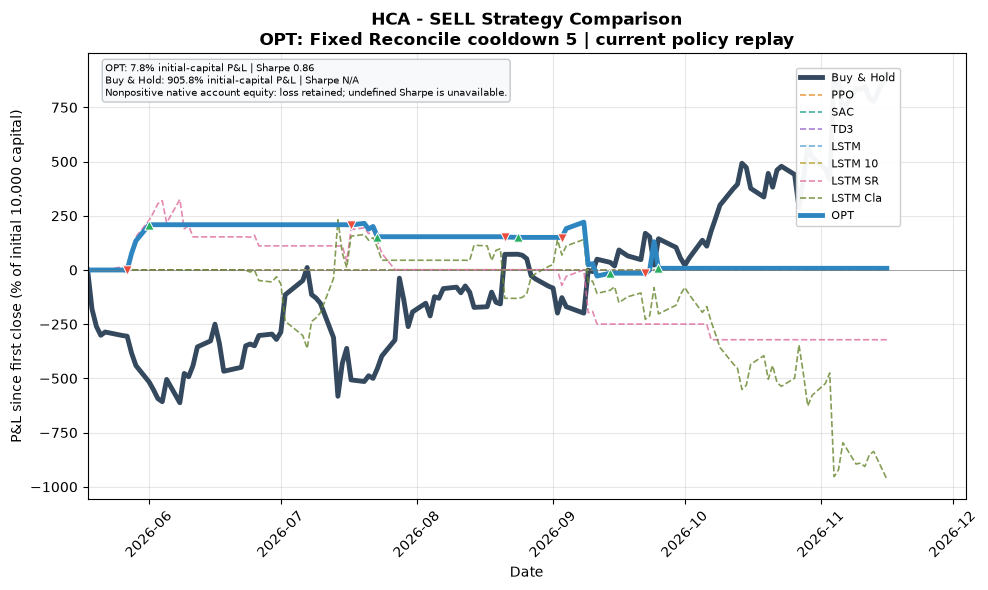 HCA - SELL Strategy Comparison
OPT: Fixed Reconcile cooldown 5 | current policy replay
OPT: 7.8% initial-capital P&L | Sharpe 0.86
Buy & Hold: 905.8% initial-capital P&L | Sharpe N/A
Nonpositive native account equity: loss retained; undefined Sharpe is unavailable.
Buy & Hold
PPO
SAC
TD3
LSTM
LSTM 10
LSTM SR
LSTM Cla
OPT
P&L since first close (% of initial 10,000 capital)
750
500
250
0
−250
−500
−750
−1000
2026-06
2026-07
2026-08
2026-09
2026-10
2026-11
2026-12
Date